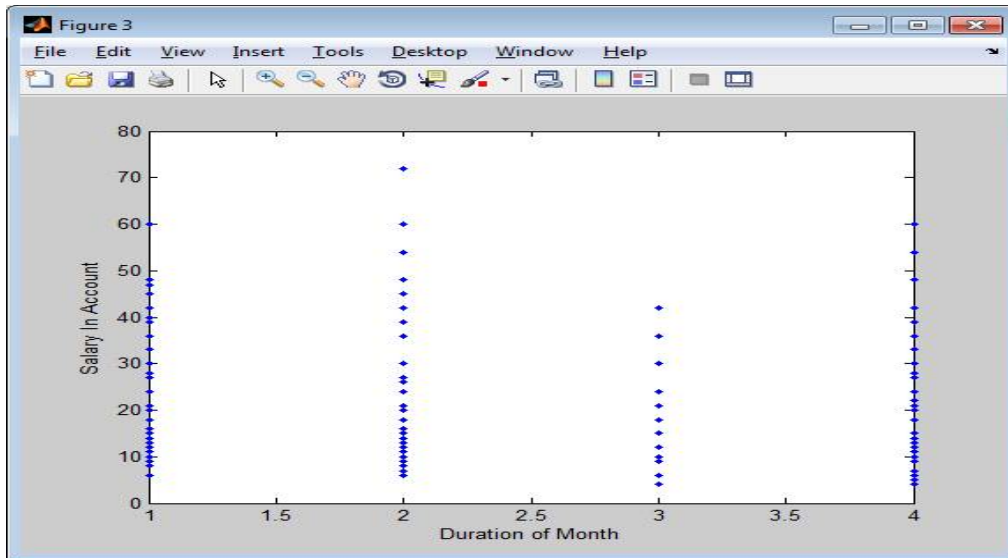 Figure 3
File Edit View Insert Tools Desktop Window Help
80
70
60
50
40
30
20
10
0
Salary In Account
1 1.5 2 2.5 3 3.5 4
Duration of Month